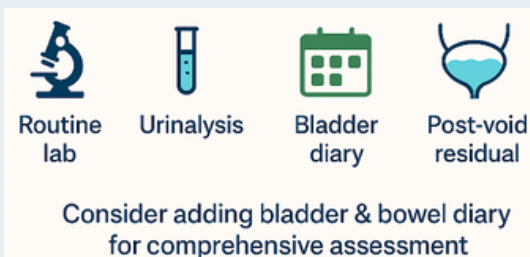 Routine lab
Urinalysis
Bladder diary
Post-void residual
Consider adding bladder & bowel diary
for comprehensive assessment